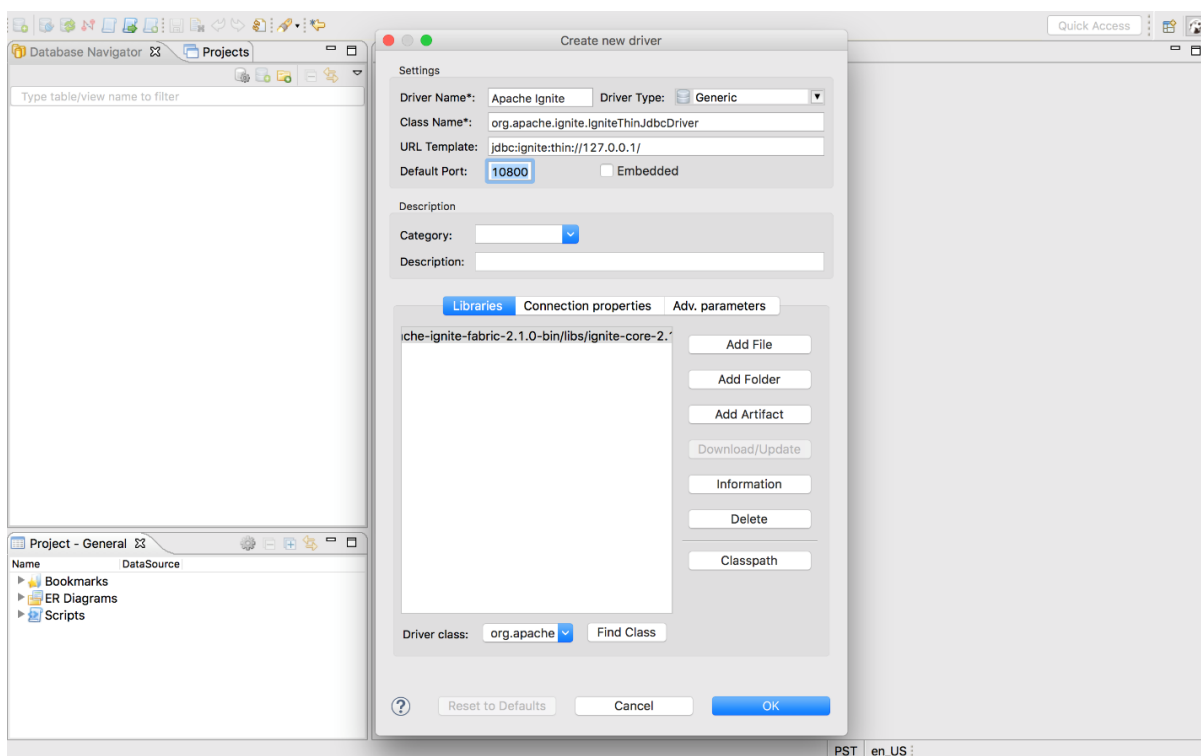 Quick Access
Database Navigator
Projects
Type table/view name to filter
Create new driver
Settings
Driver Name*: Apache Ignite Driver Type: Generic
Class Name*: org.apache.ignite.IgniteThinJdbcDriver
URL Template: jdbc:ignite:thin://127.0.0.1/
Default Port: 10800 Embedded
Description
Category:
Description:
Libraries Connection properties Adv. parameters
che-ignite-fabric-2.1.0-bin/libs/ignite-core-2.
Add File
Add Folder
Add Artifact
Download/Update
Information
Delete
Classpath
Driver class: org.apache Find Class
? Reset to Defaults Cancel OK
Project - General
Name DataSource
Bookmarks
ER Diagrams
Scripts
PST en_US